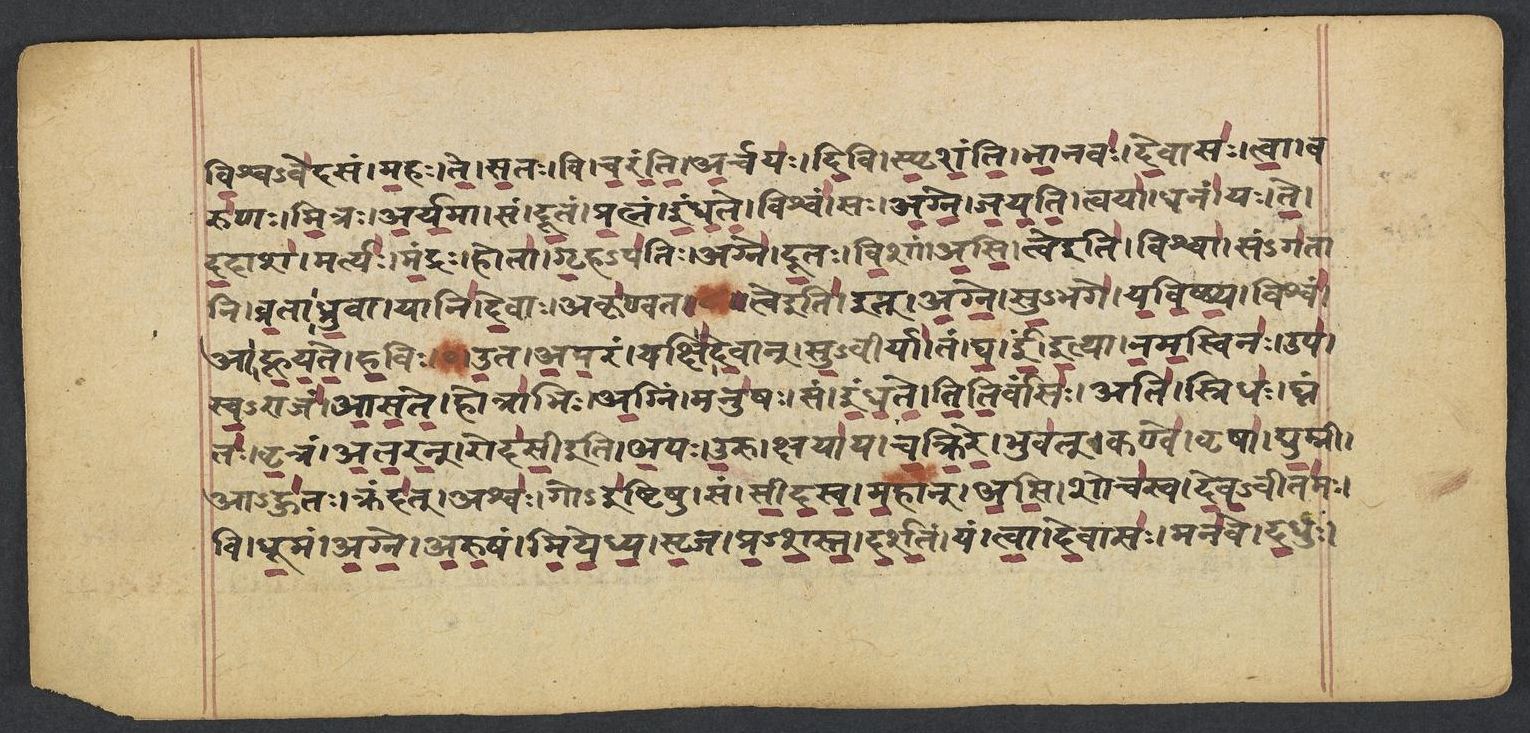 विश्वऽवेदसं।महः।ते।सतः।वि।चरंति।अर्चयः।दिवि।स्पृशंति।भानवः।देवासः।त्वा।व
रुणः।मित्रः।अर्यमा।सं।दूतं।प्रत्नं।इंधते।विश्वं।सः।अग्ने।जयति।त्वया।धनं।यः।ते।
ददाश।मर्त्यः।मंद्रः।होता।गृहऽपतिः।अग्ने।दूतः।विशां।असि।त्वेइति।विश्वा।संऽगता
नि।व्रता।ध्रुवा।यानि।देवाः।अकृण्वत।त्वेइति।इत्।अग्ने।सुऽभगे।यविष्ठ्य।विश्वं।
आ।हूयते।हविः।उत।अपरं।यक्षि।देवान्।सुऽवीर्या।तं।घ।ईं।इत्था।नमस्विनः।उप।
स्वऽराजं।आसते।होत्राभिः।अग्निं।मनुषः।सं।इंधते।तितिर्वांसः।अति।स्रिधः।घ्नं
तः।वृत्रं।अतरन्।रोदसीइति।अपः।उरु।क्षयाय।चक्रिरे।भुवत्।कण्वे।वृषा।द्युम्नी।
आऽहुतः।क्रंदत्।अश्वः।गोऽइष्टिषु।सं।सीदस्व।महान्।असि।शोचस्व।देवऽवीतमः।
वि।धूमं।अग्ने।अरुषं।मियेध्य।सृज।प्रऽशस्त।दर्शतं।यं।त्वा।देवासः।मनवे।दधुः।